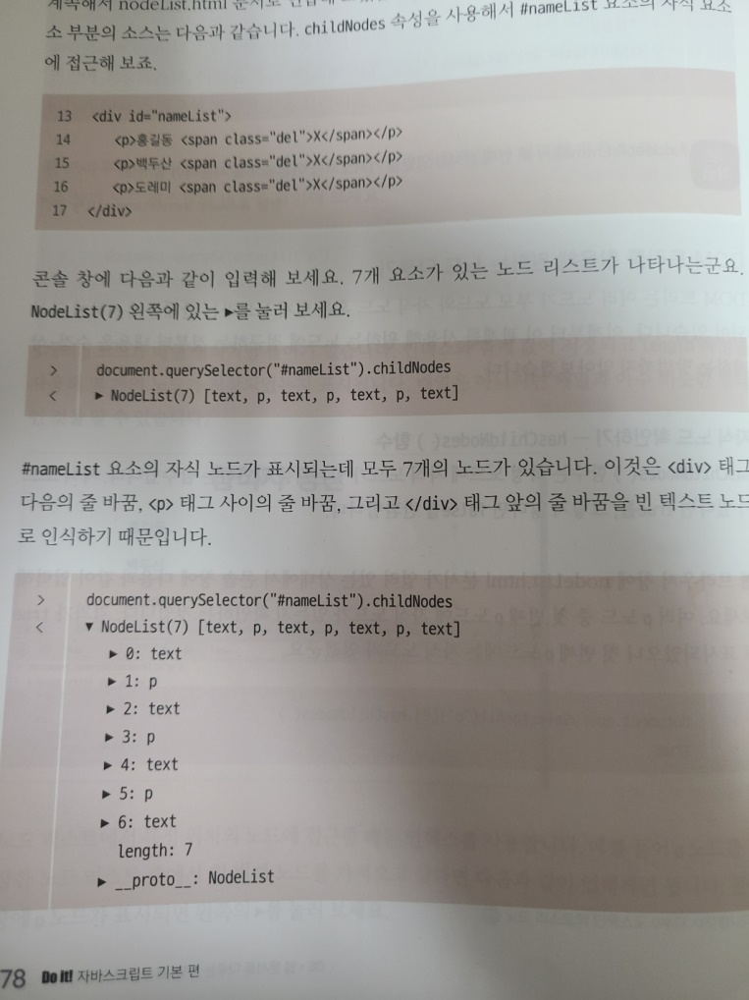 nodeList.html
소 부분의 소스는 다음과 같습니다. childNodes 속성을 사용해서 #nameList 요소의 자식 요소
에 접근해 보죠.
13 <div id="nameList">
14 <p>홍길동 <span class="del">X</span></p>
15 <p>백두산 <span class="del">X</span></p>
16 <p>도레미 <span class="del">X</span></p>
17 </div>
콘솔 창에 다음과 같이 입력해 보세요. 7개 요소가 있는 노드 리스트가 나타나는군요.
NodeList(7) 왼쪽에 있는 ▶를 눌러 보세요.
> document.querySelector("#nameList").childNodes
< ▶ NodeList(7) [text, p, text, p, text, p, text]
#nameList 요소의 자식 노드가 표시되는데 모두 7개의 노드가 있습니다. 이것은 <div> 태그
다음의 줄 바꿈, <p> 태그 사이의 줄 바꿈, 그리고 </div> 태그 앞의 줄 바꿈을 빈 텍스트 노드
로 인식하기 때문입니다.
> document.querySelector("#nameList").childNodes
< ▼ NodeList(7) [text, p, text, p, text, p, text]
▶ 0: text
▶ 1: p
▶ 2: text
▶ 3: p
▶ 4: text
▶ 5: p
▶ 6: text
length: 7
▶ __proto__: NodeList
78 Do it! 자바스크립트 기본 편